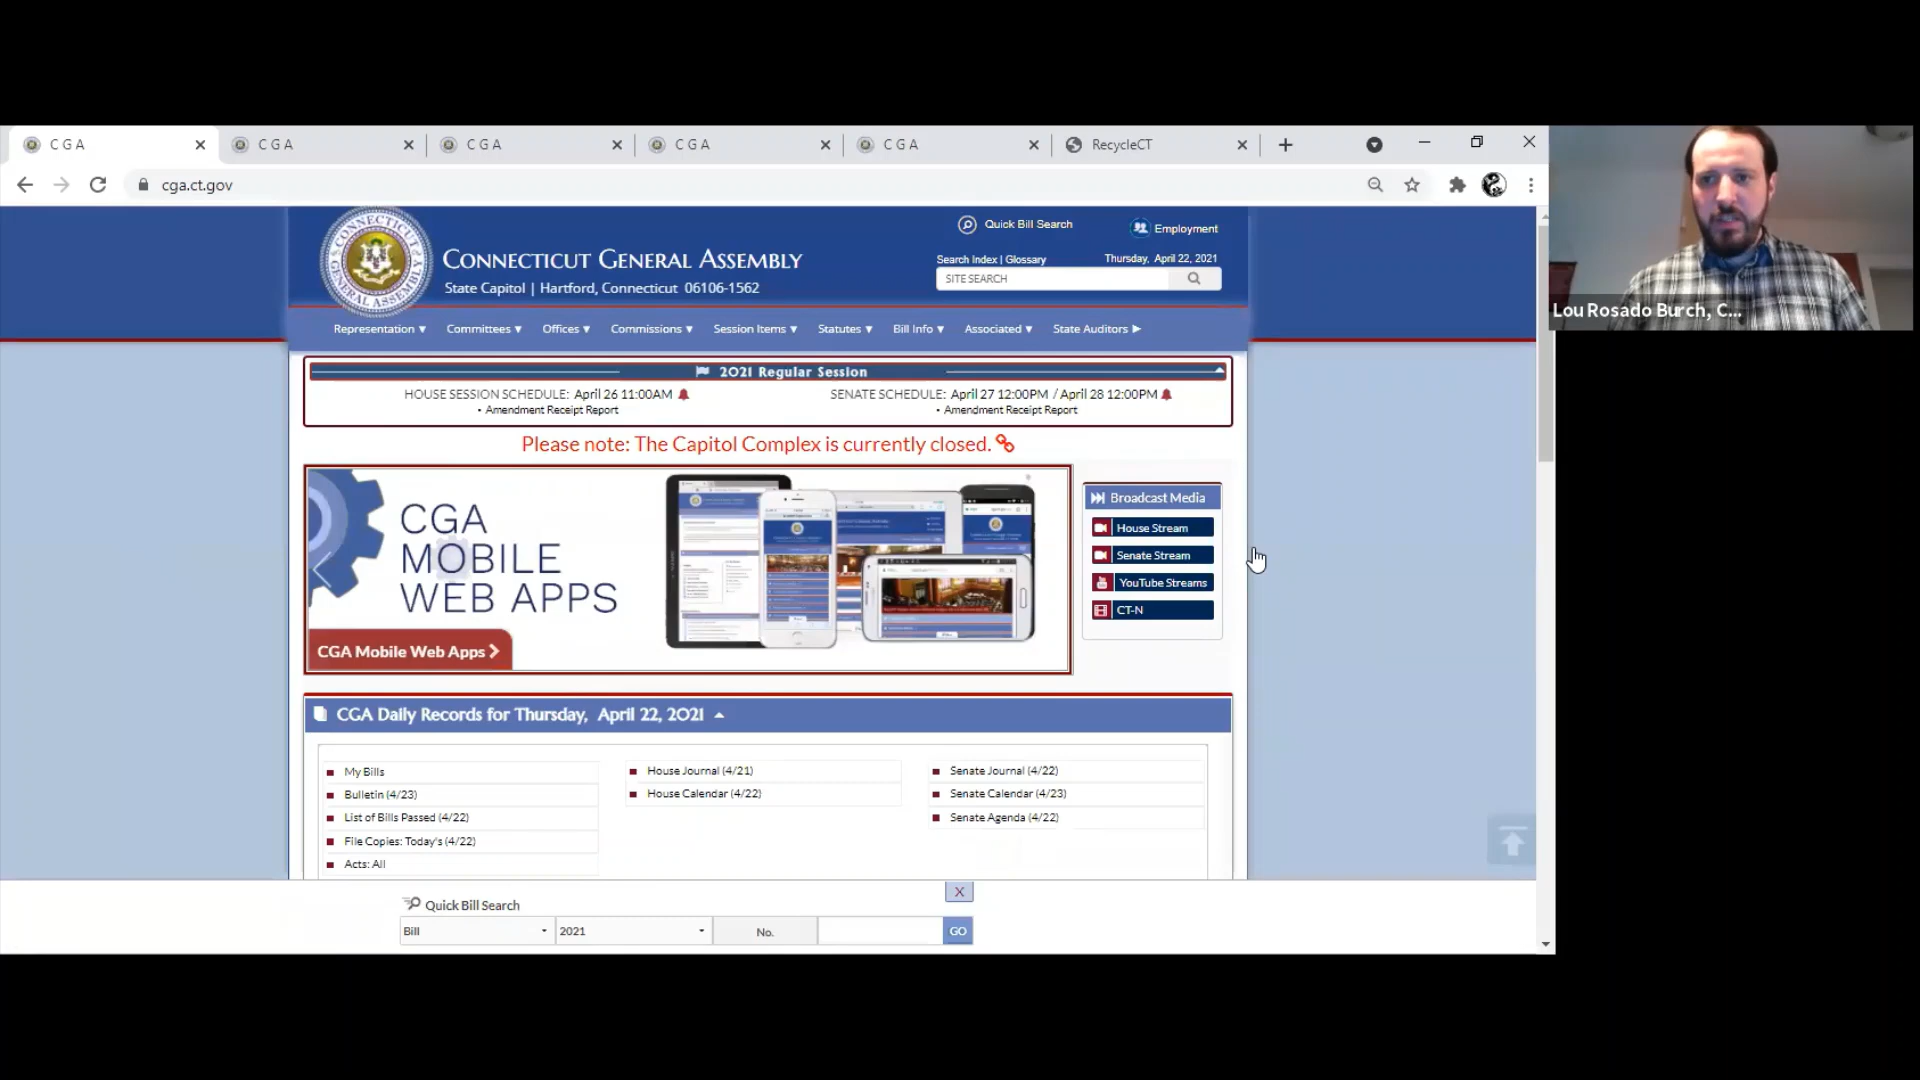 CGA
CGA
CGA
CGA
CGA
RecycleCT
cga.ct.gov
CONNECTICUT GENERAL ASSEMBLY
Quick Bill Search
Employment
CONNECTICUT GENERAL ASSEMBLY
State Capitol | Hartford, Connecticut 06106-1562
Search Index | Glossary
Thursday, April 22, 2021
SITE SEARCH
Representation ▾
Committees ▾
Offices ▾
Commissions ▾
Session Items ▾
Statutes ▾
Bill Info ▾
Associated ▾
State Auditors ▸
2021 Regular Session
HOUSE SESSION SCHEDULE: April 26 11:00AM
• Amendment Receipt Report
SENATE SCHEDULE: April 27 12:00PM / April 28 12:00PM
• Amendment Receipt Report
Please note: The Capitol Complex is currently closed.
CGA
MOBILE
WEB APPS
CGA Mobile Web Apps
Broadcast Media
House Stream
Senate Stream
YouTube Streams
CT-N
CGA Daily Records for Thursday, April 22, 2021
My Bills
Bulletin (4/23)
List of Bills Passed (4/22)
File Copies: Today's (4/22)
Acts: All
House Journal (4/21)
House Calendar (4/22)
Senate Journal (4/22)
Senate Calendar (4/23)
Senate Agenda (4/22)
X
Quick Bill Search
Bill
2021
No.
GO
Lou Rosado Burch, C...